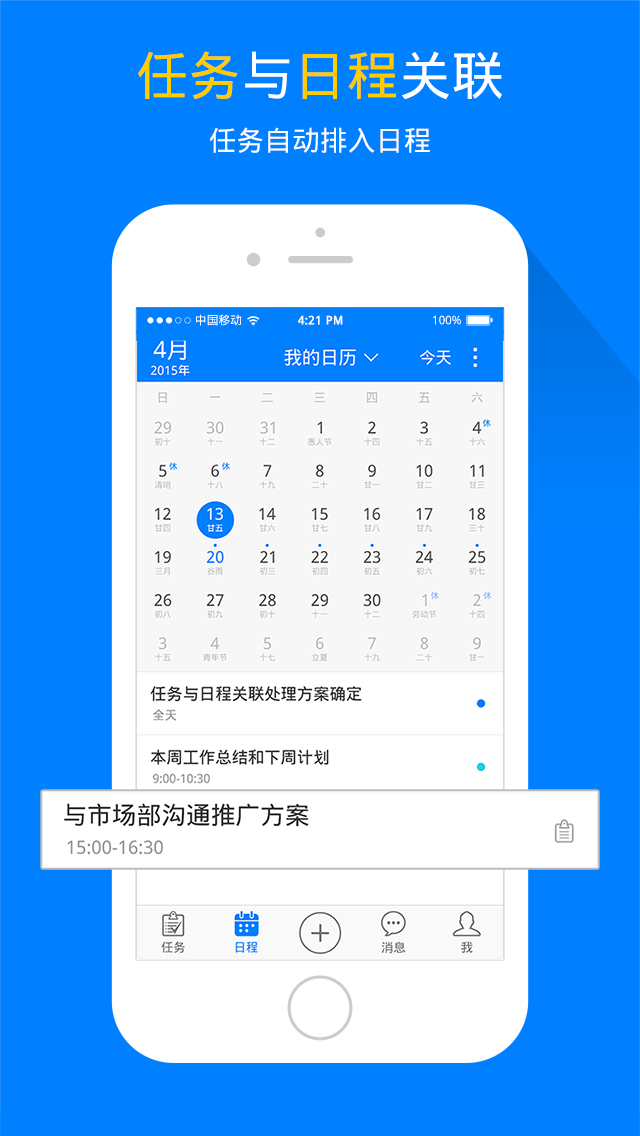 任务与日程关联
任务自动排入日程
中国移动 4:21 PM 100%
4月
2015年
我的日历
今天
日 一 二 三 四 五 六
29 30 31 1 2 3 4休
初十 十一 十二 愚人节 十四 十五 十六
5休 6休 7 8 9 10 11
清明 十八 十九 二十 廿一 廿二 廿三
12 13 14 15 16 17 18
廿四 廿五 廿六 廿七 廿八 廿九 三十
19 20 21 22 23 24 25
三月 谷雨 初三 初四 初五 初六 初七
26 27 28 29 30 1休 2休
初八 初九 初十 十一 十二 劳动节 十四
3 4 5 6 7 8 9
十五 青年节 十七 立夏 十九 二十 廿一
任务与日程关联处理方案确定
全天
本周工作总结和下周计划
9:00-10:30
与市场部沟通推广方案
15:00-16:30
任务 日程 消息 我